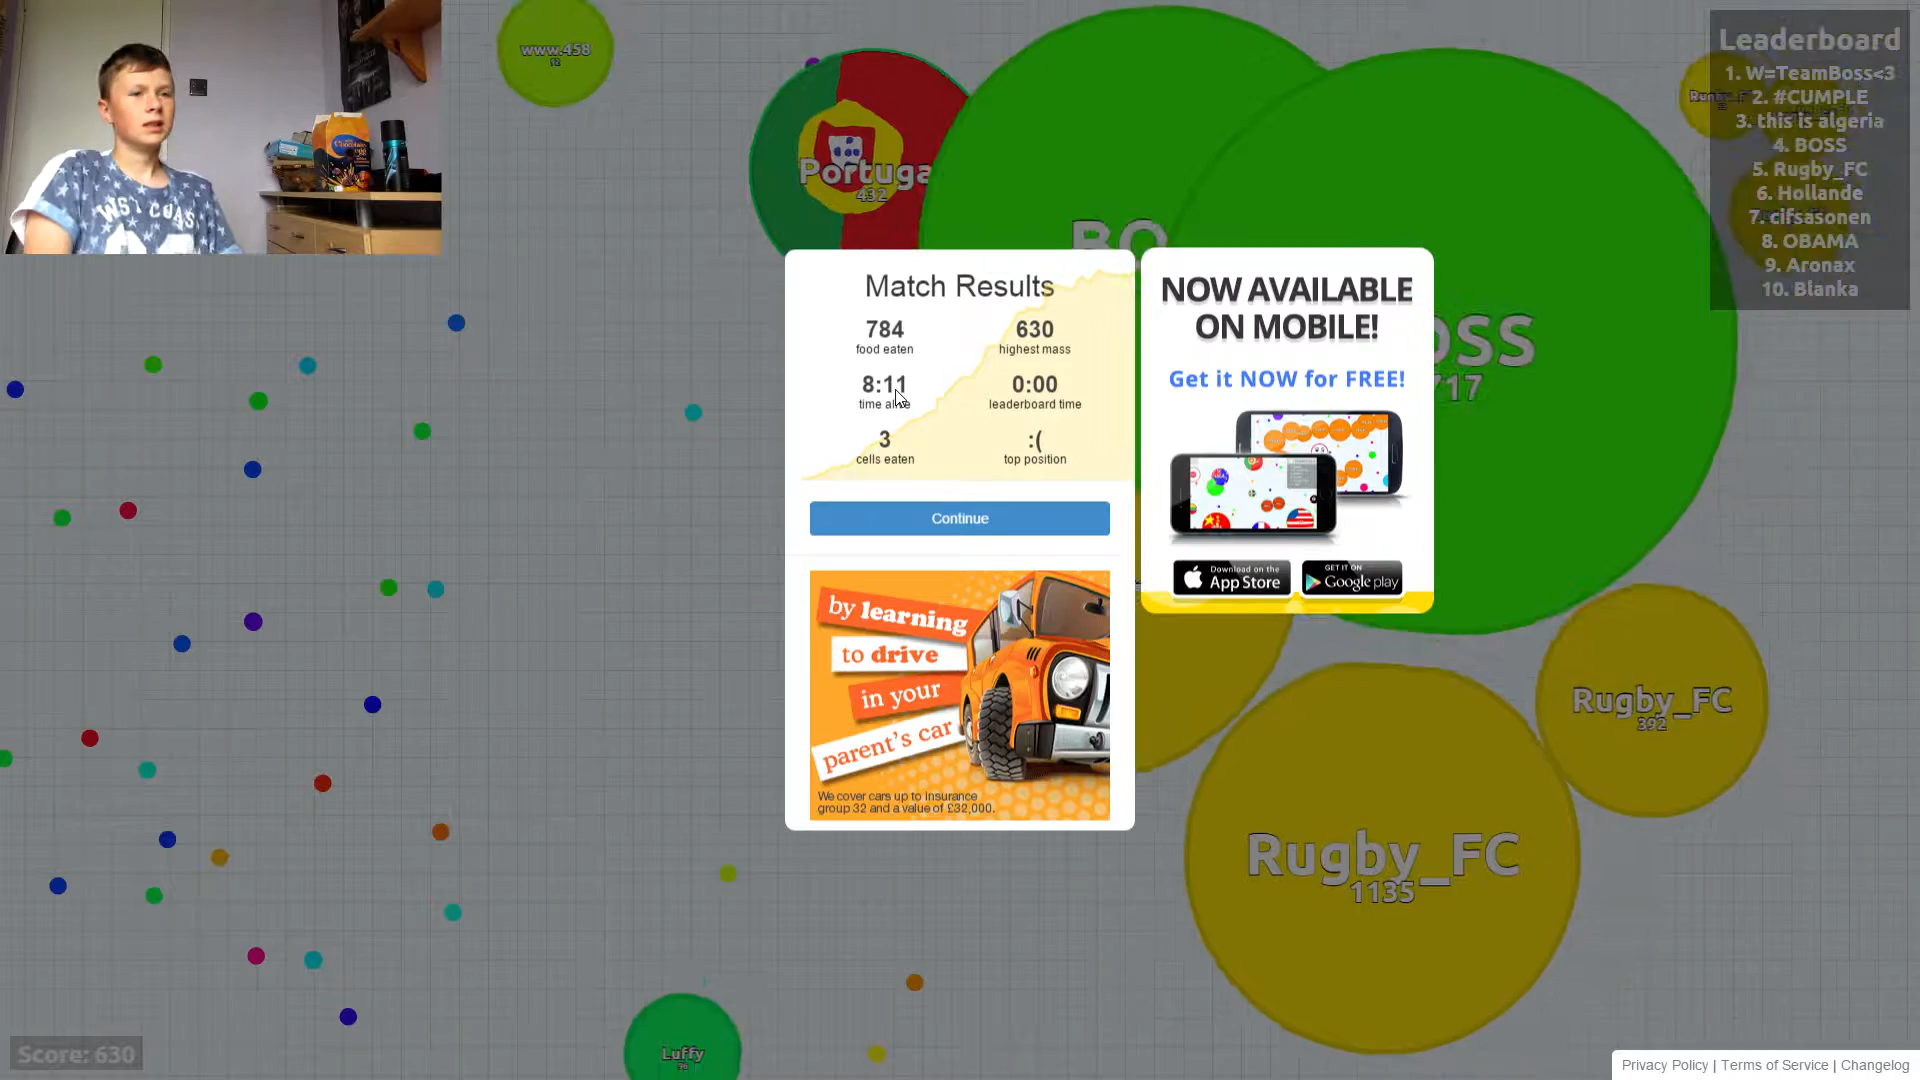 www.458
Portuga
432
BO
OSS
717
Leaderboard
1. W=TeamBoss<3
2. #CUMPLE
3. this is algeria
4. BOSS
5. Rugby_FC
6. Hollande
7. cifsasonen
8. OBAMA
9. Aronax
10. Blanka
WST COAST
Match Results
784
food eaten
630
highest mass
8:11
time alive
0:00
leaderboard time
3
cells eaten
:(
top position
Continue
NOW AVAILABLE
ON MOBILE!
Get it NOW for FREE!
Download on the
App Store
GET IT ON
Google play
by learning
to drive
in your
parent's car
We cover cars up to insurance
group 32 and a value of £32,000.
Rugby_FC
392
Rugby_FC
1135
Luffy
Score: 630
Privacy Policy | Terms of Service | Changelog